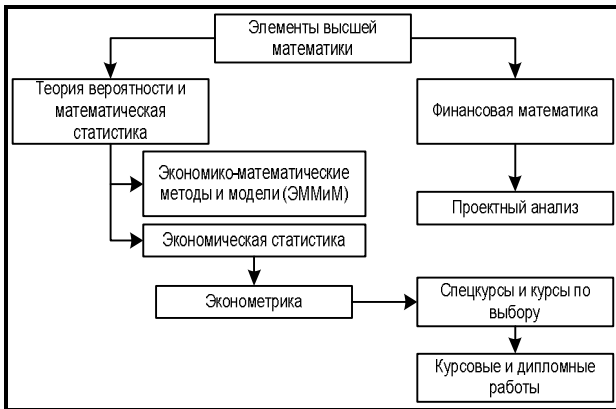 Элементы высшей
математики
Теория вероятности и
математическая
статистика
Финансовая математика
Экономико-математические
методы и модели (ЭММиМ)
Проектный анализ
Экономическая статистика
Эконометрика
Спецкурсы и курсы по
выбору
Курсовые и дипломные
работы